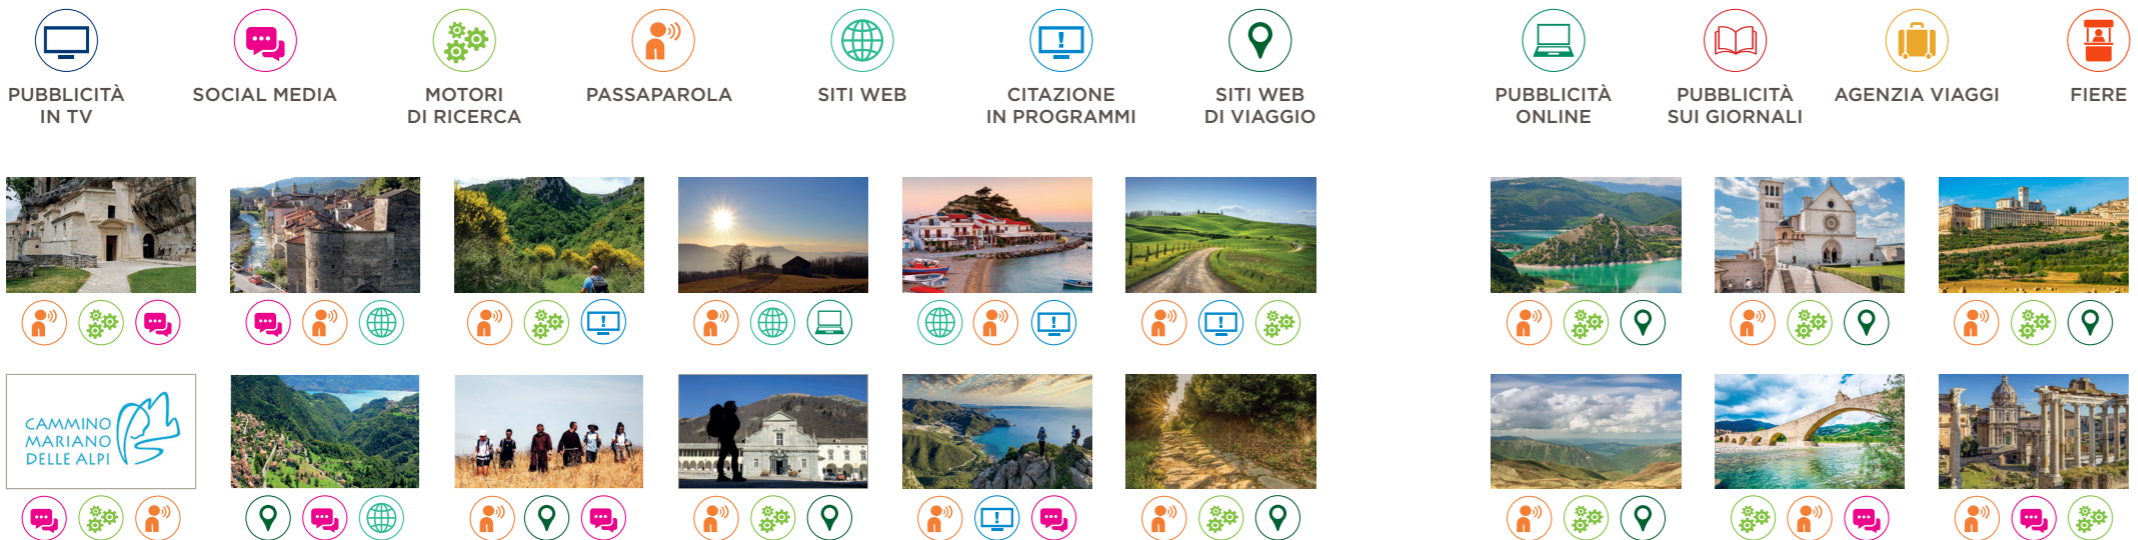 PUBBLICITÀ
IN TV
SOCIAL MEDIA
MOTORI
DI RICERCA
PASSAPAROLA
SITI WEB
CITAZIONE
IN PROGRAMMI
SITI WEB
DI VIAGGIO
PUBBLICITÀ
ONLINE
PUBBLICITÀ
SUI GIORNALI
AGENZIA VIAGGI
FIERE
CAMMINO
MARIANO
DELLE ALPI